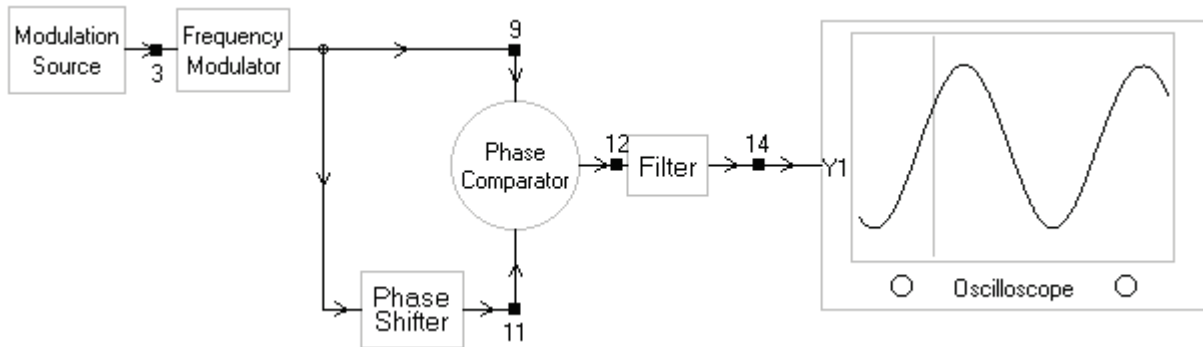 Modulation
Source
3
Frequency
Modulator
9
Phase
Comparator
12
Filter
14
Y1
Phase
Shifter
11
Oscilloscope